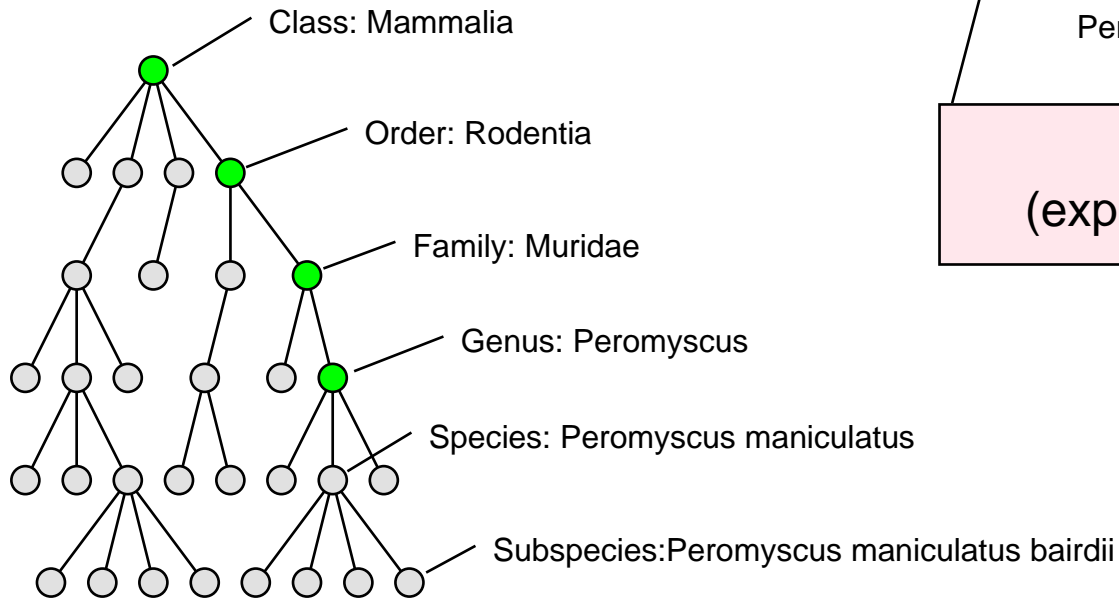 Class: Mammalia
Order: Rodentia
Family: Muridae
Genus: Peromyscus
Species: Peromyscus maniculatus
Subspecies:Peromyscus maniculatus bairdii